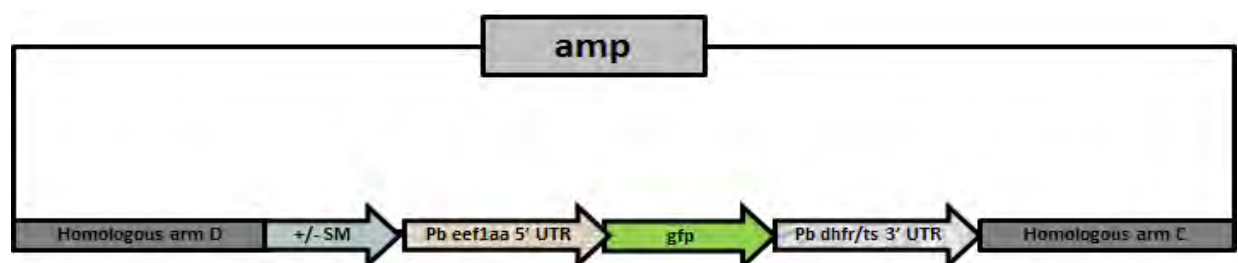 amp
Homologous arm D +/- SM Pb eef1aa 5' UTR gfp Pb dhfr/ts 3' UTR Homologous arm C